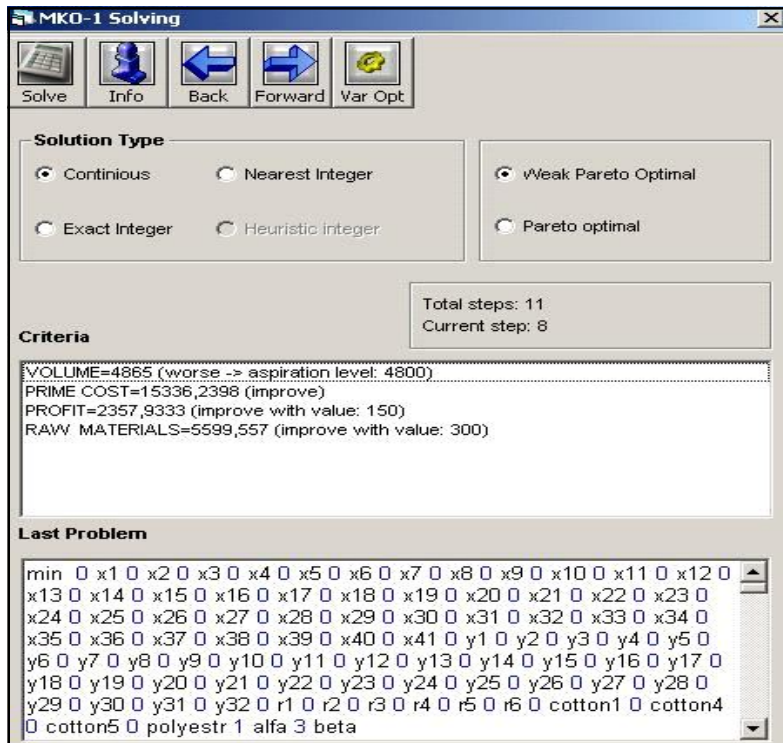 MKO-1 Solving
Solve Info Back Forward Var Opt
Solution Type
Continious Nearest Integer Weak Pareto Optimal
Exact Integer Heuristic integer Pareto optimal
Total steps: 11
Current step: 8
Criteria
VOLUME=4865 (worse -> aspiration level: 4800)
PRIME COST=15336,2398 (improve)
PROFIT=2357,9333 (improve with value: 150)
RAW MATERIALS=5599,557 (improve with value: 300)
Last Problem
min 0 x1 0 x2 0 x3 0 x4 0 x5 0 x6 0 x7 0 x8 0 x9 0 x10 0 x11 0 x12 0
x13 0 x14 0 x15 0 x16 0 x17 0 x18 0 x19 0 x20 0 x21 0 x22 0 x23 0
x24 0 x25 0 x26 0 x27 0 x28 0 x29 0 x30 0 x31 0 x32 0 x33 0 x34 0
x35 0 x36 0 x37 0 x38 0 x39 0 x40 0 x41 0 y1 0 y2 0 y3 0 y4 0 y5 0
y6 0 y7 0 y8 0 y9 0 y10 0 y11 0 y12 0 y13 0 y14 0 y15 0 y16 0 y17 0
y18 0 y19 0 y20 0 y21 0 y22 0 y23 0 y24 0 y25 0 y26 0 y27 0 y28 0
y29 0 y30 0 y31 0 y32 0 r1 0 r2 0 r3 0 r4 0 r5 0 r6 0 cotton1 0 cotton4
0 cotton5 0 polyestr 1 alfa 3 beta